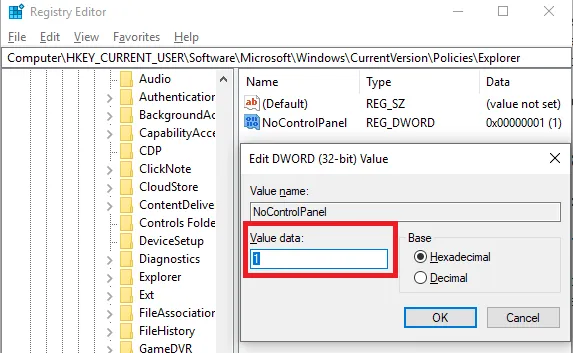 Registry Editor
File Edit View Favorites Help
Computer\HKEY_CURRENT_USER\Software\Microsoft\Windows\CurrentVersion\Policies\Explorer
Audio
Authentication
BackgroundAc
CapabilityAcce
CDP
ClickNote
CloudStore
ContentDelive
Controls Folde
DeviceSetup
Diagnostics
Explorer
Ext
FileAssociation
FileHistory
GameDVR
Name Type Data
ab (Default) REG_SZ (value not set)
NoControlPanel REG_DWORD 0x00000001 (1)
Edit DWORD (32-bit) Value
Value name:
NoControlPanel
Value data:
1
Base
Hexadecimal
Decimal
OK Cancel